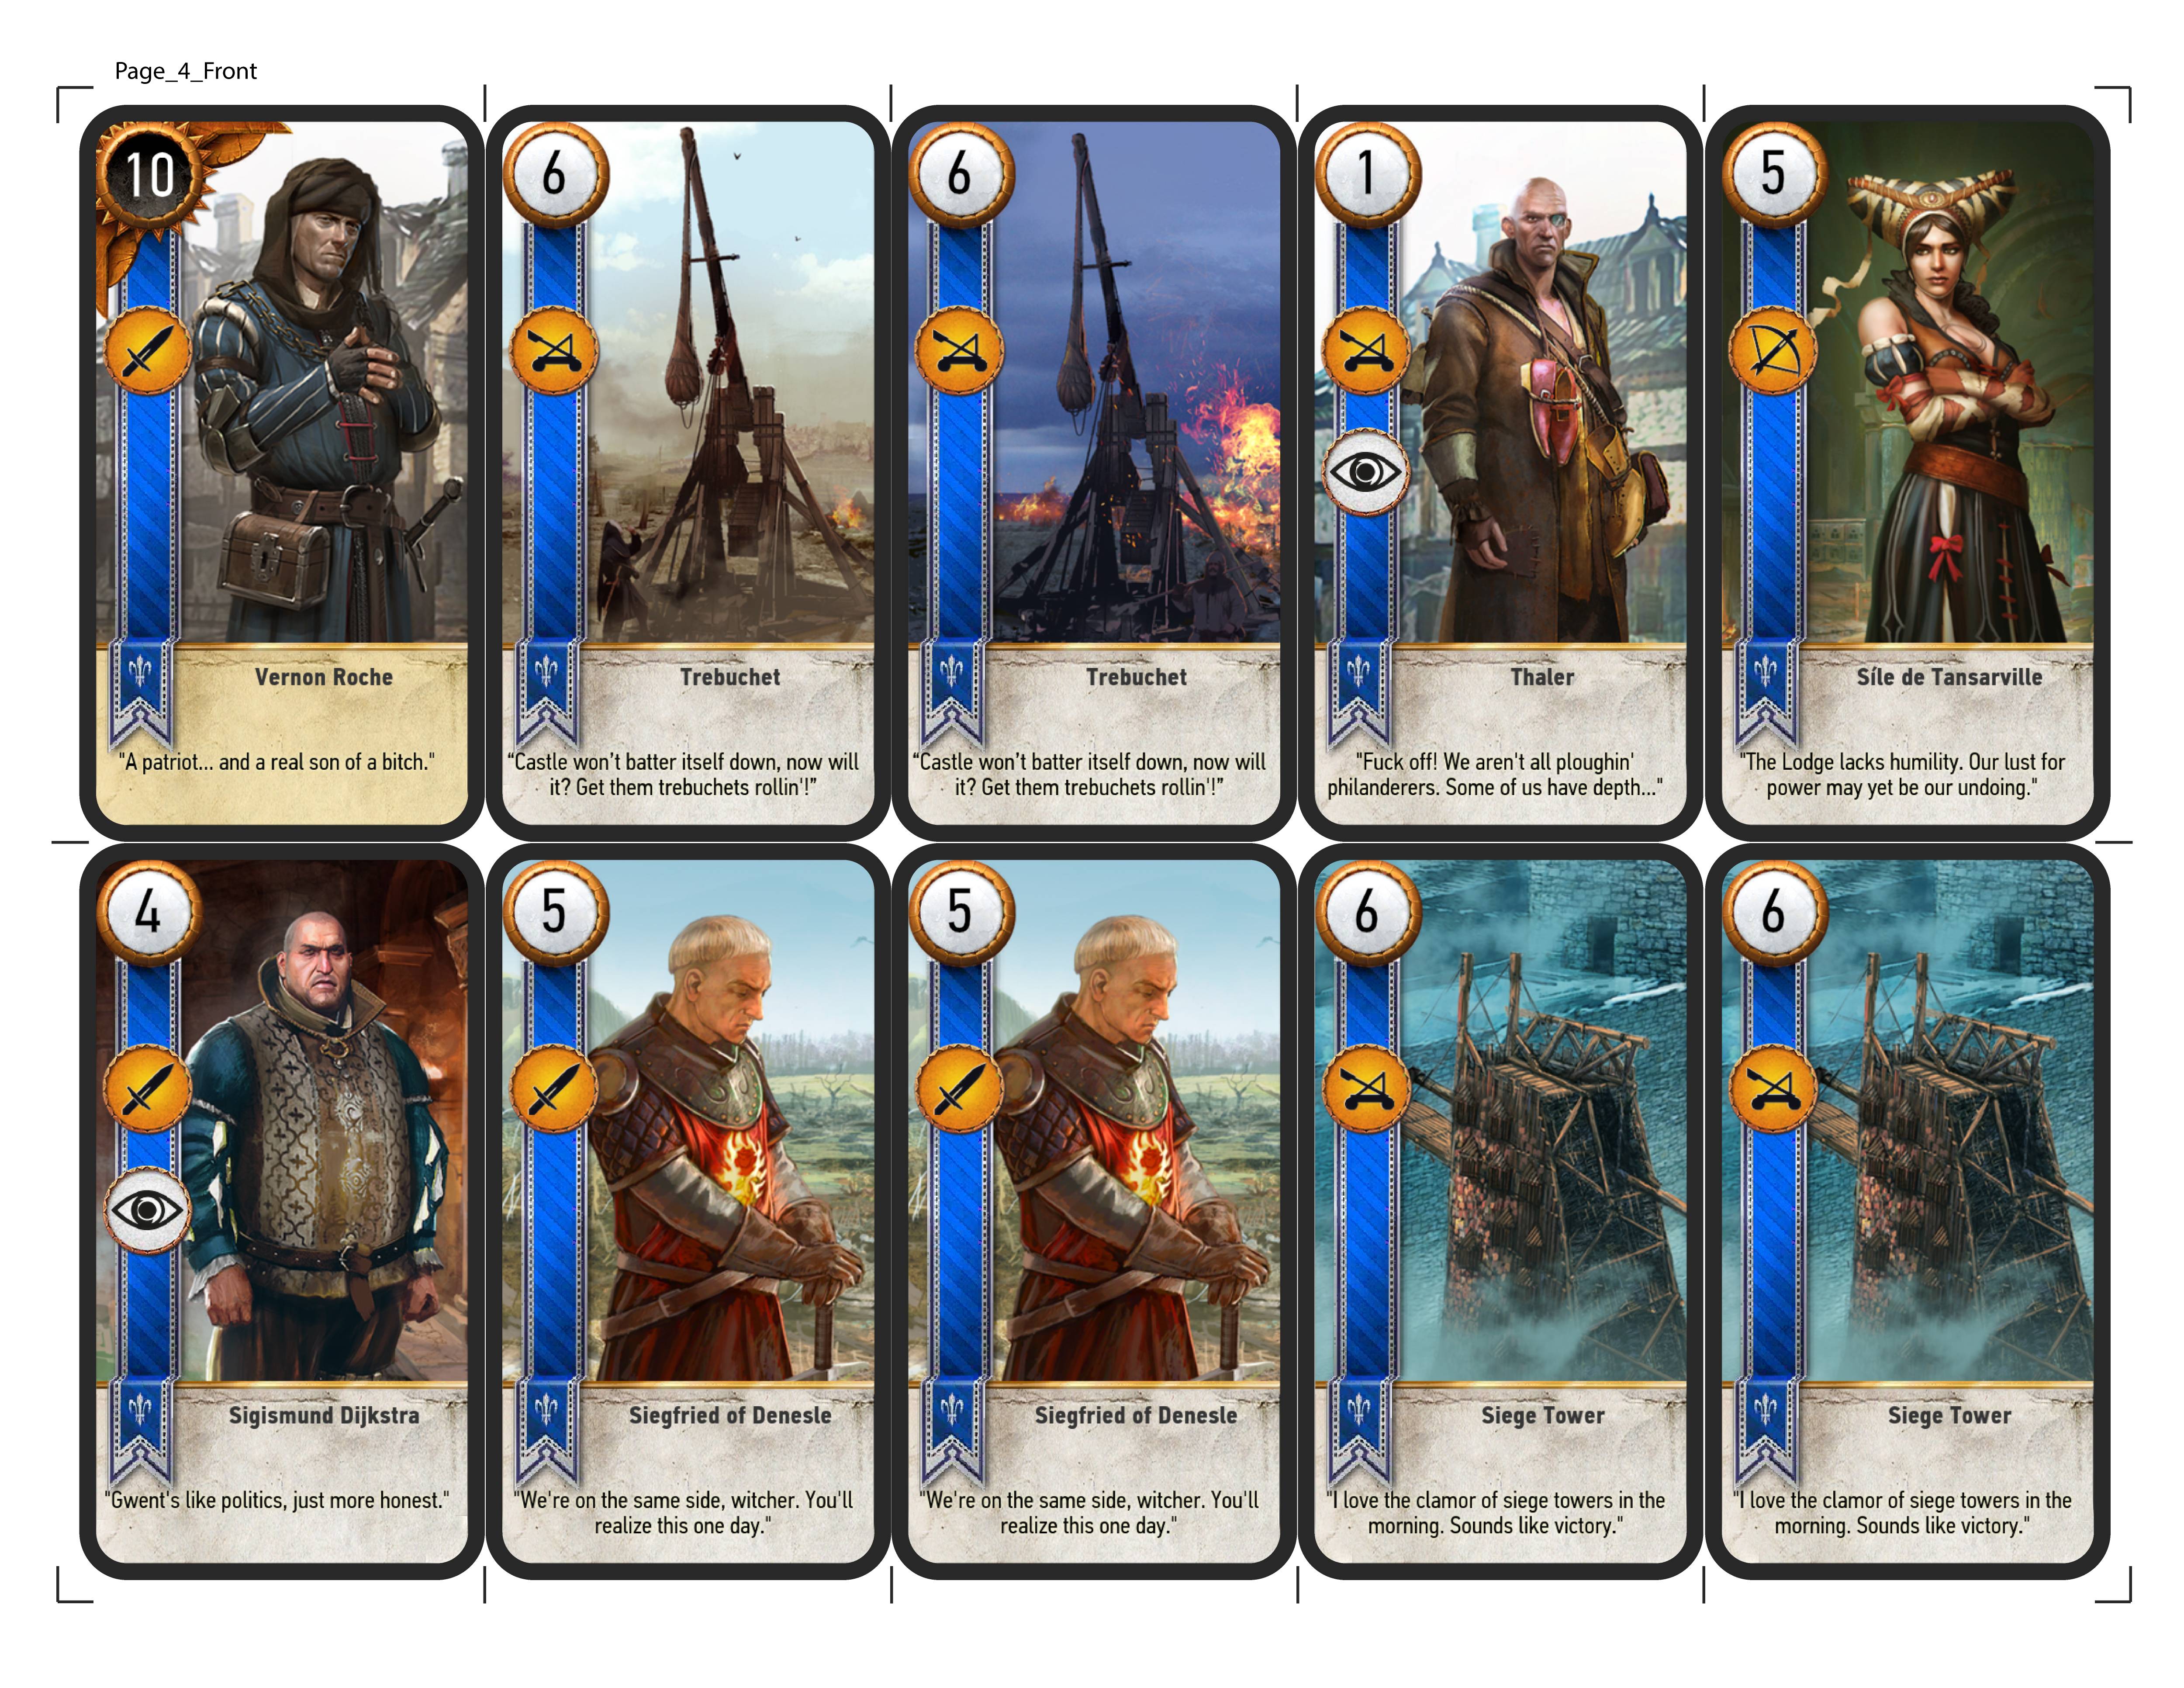 Page_4_Front
10
Vernon Roche
"A patriot... and a real son of a bitch."
6
Trebuchet
“Castle won’t batter itself down, now will
it? Get them trebuchets rollin'!”
6
Trebuchet
“Castle won’t batter itself down, now will
it? Get them trebuchets rollin'!”
1
Thaler
"Fuck off! We aren't all ploughin'
philanderers. Some of us have depth..."
5
Síle de Tansarville
"The Lodge lacks humility. Our lust for
power may yet be our undoing."
4
Sigismund Dijkstra
"Gwent's like politics, just more honest."
5
Siegfried of Denesle
"We're on the same side, witcher. You'll
realize this one day."
5
Siegfried of Denesle
"We're on the same side, witcher. You'll
realize this one day."
6
Siege Tower
"I love the clamor of siege towers in the
morning. Sounds like victory."
6
Siege Tower
"I love the clamor of siege towers in the
morning. Sounds like victory."